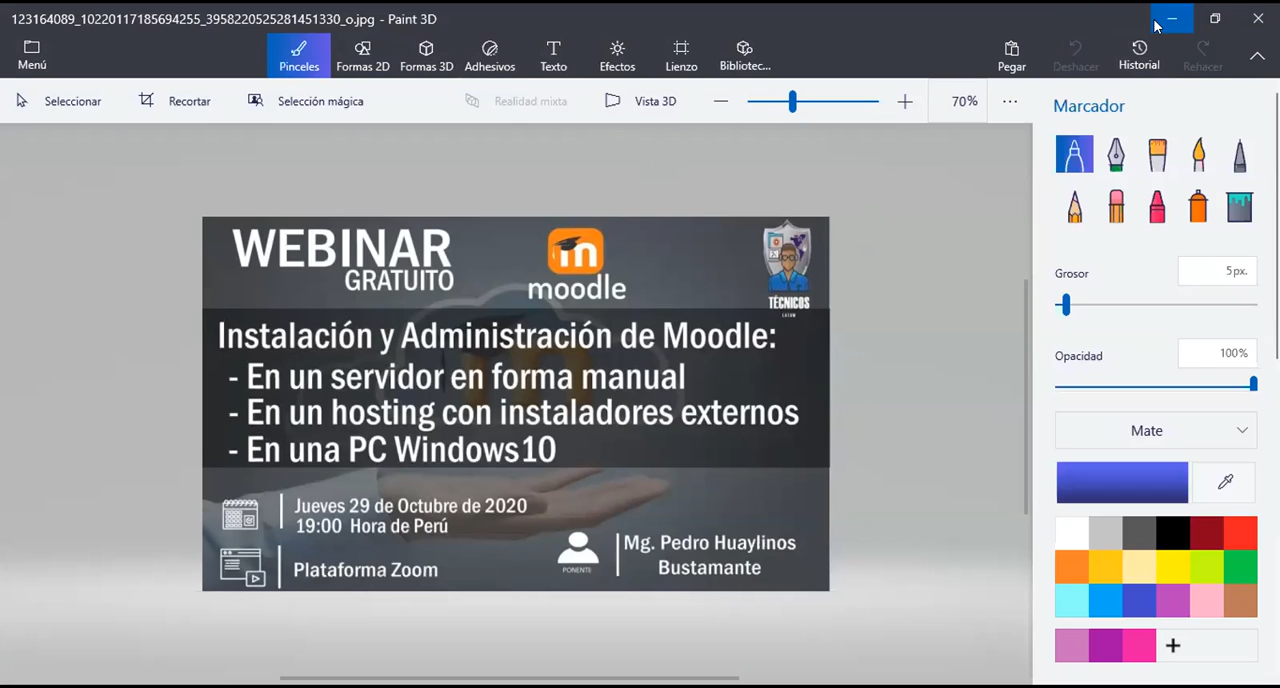 123164089_10220117185694255_3958220525281451330_o.jpg - Paint 3D
Menú
Pinceles
Formas 2D
Formas 3D
Adhesivos
Texto
Efectos
Lienzo
Bibliotec...
Pegar
Deshacer
Historial
Rehacer
Seleccionar
Recortar
Selección mágica
Realidad mixta
Vista 3D
70%
Marcador
Grosor
5px.
Opacidad
100%
Mate
WEBINAR
GRATUITO
moodle
TÉCNICOS
LATAM
Instalación y Administración de Moodle:
- En un servidor en forma manual
- En un hosting con instaladores externos
- En una PC Windows10
Jueves 29 de Octubre de 2020
19:00 Hora de Perú
Plataforma Zoom
PONENTE
Mg. Pedro Huaylinos
Bustamante